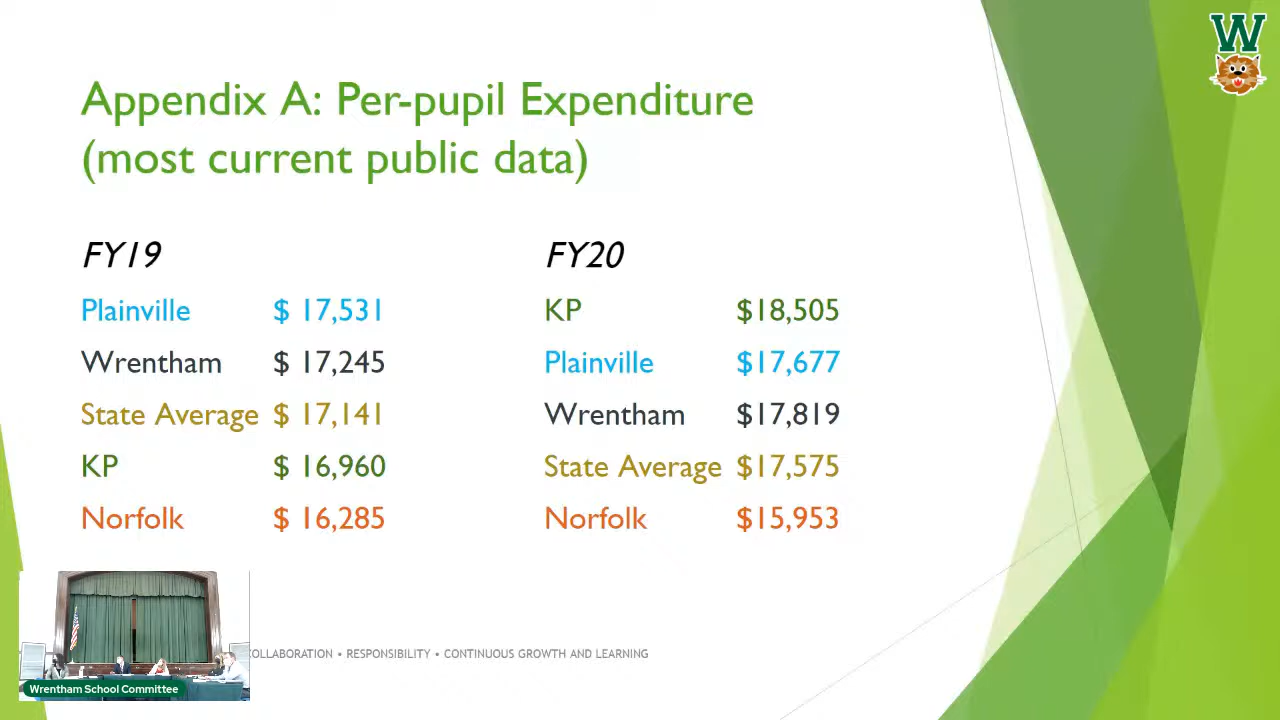 W
Appendix A: Per-pupil Expenditure
(most current public data)
FY19
Plainville $ 17,531
Wrentham $ 17,245
State Average $ 17,141
KP $ 16,960
Norfolk $ 16,285
FY20
KP $18,505
Plainville $17,677
Wrentham $17,819
State Average $17,575
Norfolk $15,953
OLLABORATION • RESPONSIBILITY • CONTINUOUS GROWTH AND LEARNING
Wrentham School Committee